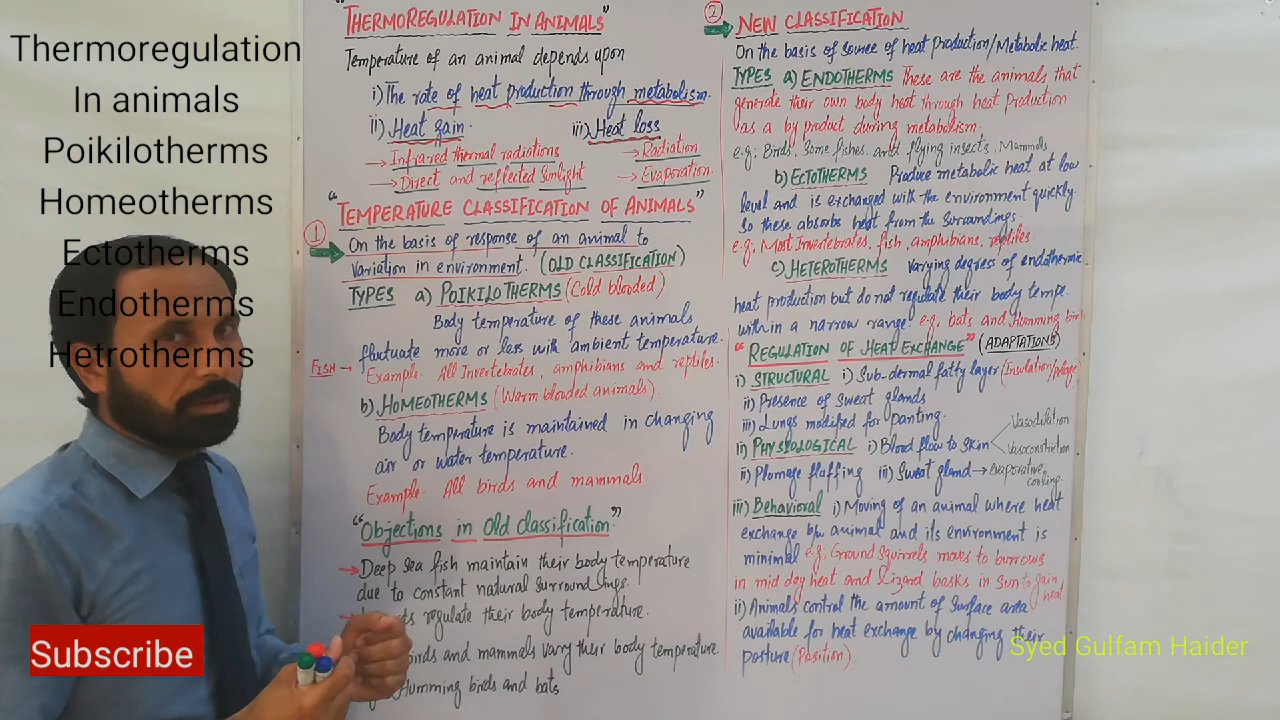 Thermoregulation
In animals
Poikilotherms
Homeotherms
Ectotherms
Endotherms
Hetrotherms
Subscribe
"THERMOREGULATION IN ANIMALS"
Temperature of an animal depends upon
i) The rate of heat production through metabolism.
ii) Heat gain. iii) Heat loss
→ Infrared thermal radiations → Radiation
→ Direct and reflected Sunlight → Evaporation.
"TEMPERATURE CLASSIFICATION OF ANIMALS"
① On the basis of response of an animal to
variation in environment. (OLD CLASSIFICATION)
TYPES a) POIKILOTHERMS (Cold blooded)
Body temperature of these animals
fluctuate more or less with ambient temperature.
FISH → Example. All Invertebrates, amphibians and reptiles.
b) HOMEOTHERMS (Warm blooded animals).
Body temperature is maintained in changing
air or water temperature.
Example. All birds and mammals
"Objections in Old classification"
→ Deep sea fish maintain their body temperature
due to constant natural surroundings.
regulate their body temperature.
birds and mammals vary their body temperature.
Humming birds and bats
② NEW CLASSIFICATION
On the basis of source of heat Production/Metabolic heat.
TYPES a) ENDOTHERMS These are the animals that
generate their own body heat through heat Production
as a by product during metabolism.
e.g; Birds, Some fishes, and flying insects, Mammals
b) ECTOTHERMS Produce metabolic heat at low
level and is exchanged with the environment quickly
so these absorbs heat from the surroundings.
e.g; Most Invertebrates, fish, amphibians, reptiles
c) HETEROTHERMS varying degress of endothermic
heat production but do not regulate their body tempe.
within a narrow range. e.g, bats and Humming bird.
"REGULATION OF HEAT EXCHANGE" (ADAPTATIONS)
i) STRUCTURAL i) Sub-dermal fatty layer (Insulation/pelage)
ii) Presence of Sweat glands
iii) Lungs modified for panting.
ii) PHYSIOLOGICAL i) Blood flow to skin Vasodilation
Vasoconstriction
ii) Plumage fluffing iii) Sweat gland → evaporative
cooling.
iii) Behavioral i) Moving of an animal where heat
exchange b/w animal and its environment is
minimal e.g; Ground Squirrels moves to burrows
in mid day heat and lizard basks in Sun to gain
heat
ii) Animals control the amount of Surface area
available for heat exchange by changing their
posture (Position).
Syed Gulfam Haider